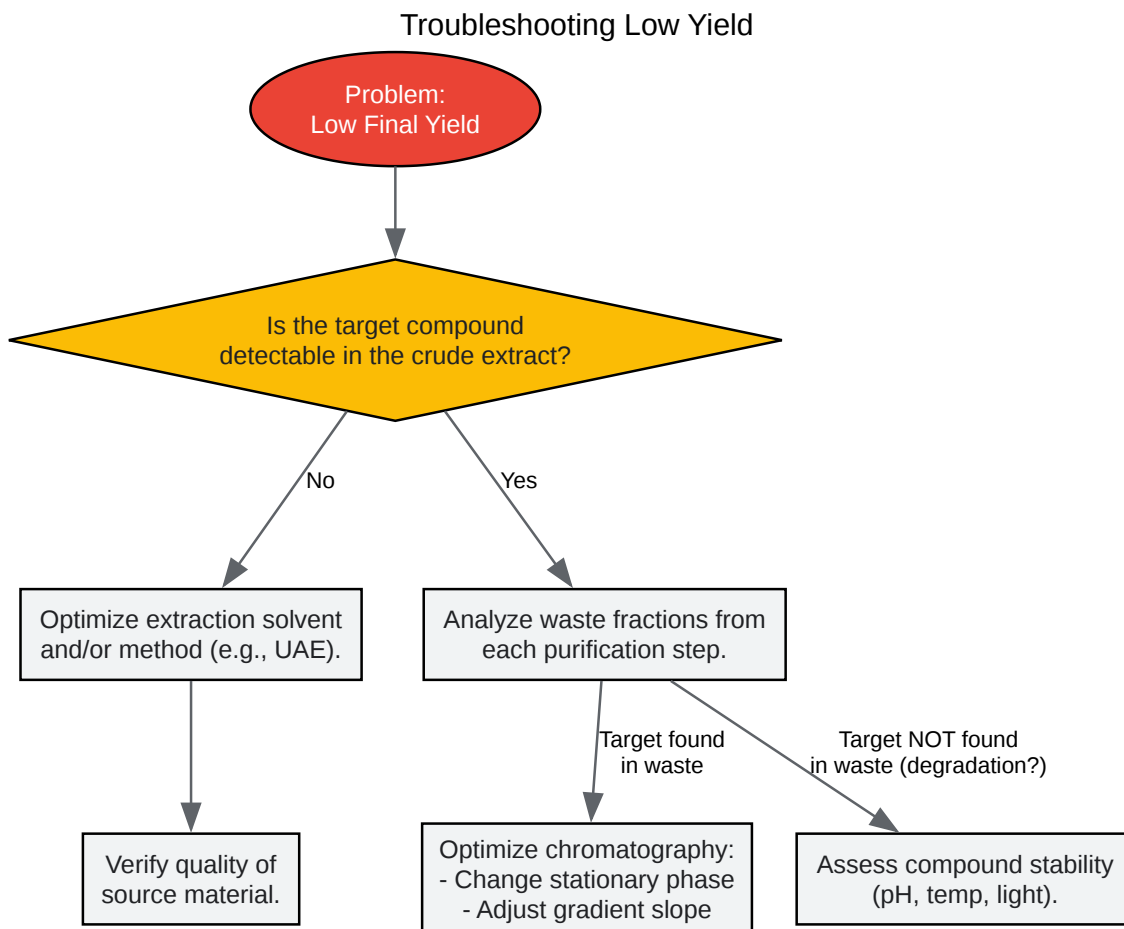 Troubleshooting Low Yield
Problem:
Low Final Yield
Is the target compound
detectable in the crude extract?
No
Yes
Optimize extraction solvent
and/or method (e.g., UAE).
Analyze waste fractions from
each purification step.
Target found
in waste
Target NOT found
in waste (degradation?)
Verify quality of
source material.
Optimize chromatography:
- Change stationary phase
- Adjust gradient slope
Assess compound stability
(pH, temp, light).